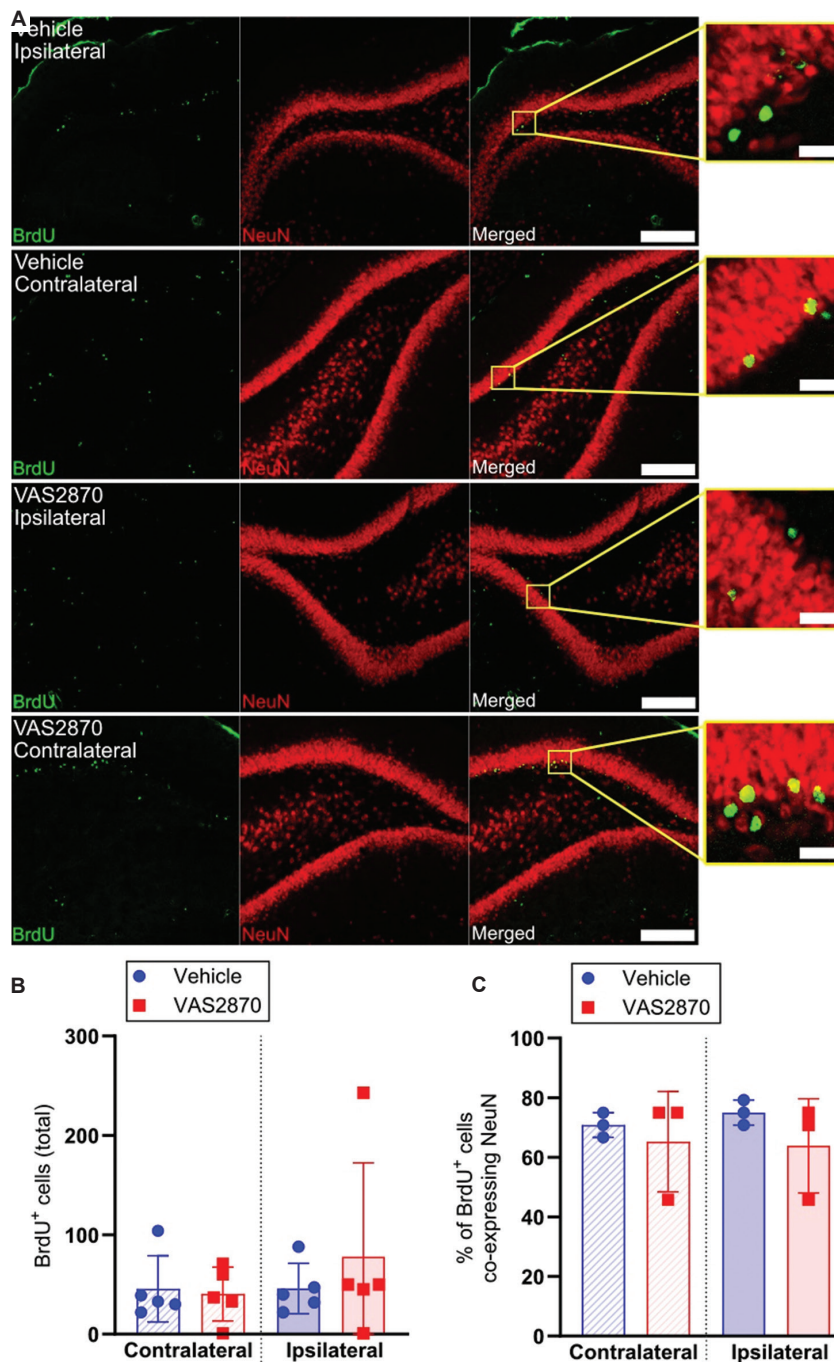 A
Vehicle
Ipsilateral
BrdU
NeuN
Merged
Vehicle
Contralateral
BrdU
NeuN
Merged
VAS2870
Ipsilateral
BrdU
NeuN
Merged
VAS2870
Contralateral
BrdU
NeuN
Merged
B
Vehicle
VAS2870
300
200
100
0
BrdU+ cells (total)
Contralateral
Ipsilateral
C
Vehicle
VAS2870
100
80
60
40
20
0
% of BrdU+ cells
co-expressing NeuN
Contralateral
Ipsilateral